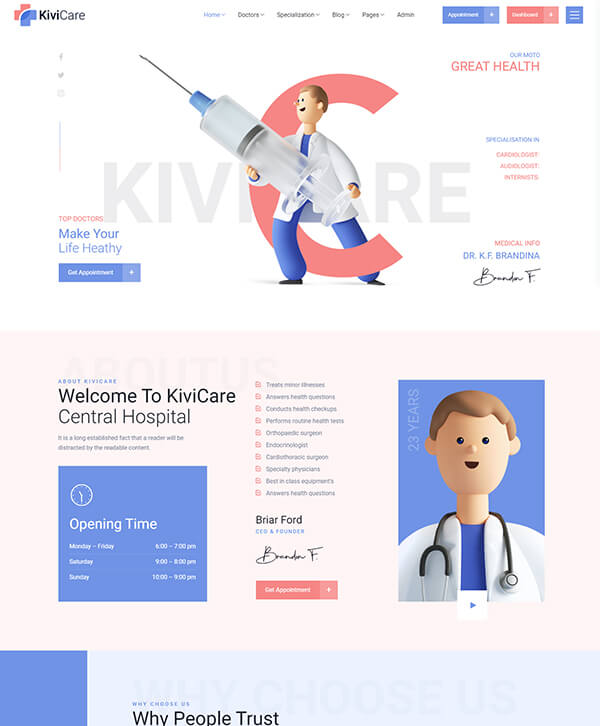 KiviCare
Home
Doctors
Specialization
Blog
Pages
Admin
Appointment +
Dashboard +
OUR MOTO
GREAT HEALTH
SPECIALISATION IN
CARDIOLOGIST.
AUDIOLOGIST.
INTERNISTS.
KIVICARE
TOP DOCTORS
Make Your
Life Heathy
Get Appointment +
MEDICAL INFO
DR. K.F. BRANDINA
Brandon F.
ABOUT US
ABOUT KIVICARE
Welcome To KiviCare
Central Hospital
It is a long established fact that a reader will be
distracted by the readable content.
Opening Time
Monday – Friday 6:00 – 7:00 pm
Saturday 9:00 – 8:00 pm
Sunday 10:00 – 9:00 pm
Treats minor illnesses
Answers health questions
Conducts health checkups
Performs routine health tests
Orthopaedic surgeon
Endocrinologist
Cardiothoracic surgeon
Specialty physicians
Best in class equipment's
Answers health questions
Briar Ford
CEO & FOUNDER
Brandon F.
Get Appointment +
23 YEARS
WHY CHOOSE US
WHY CHOOSE US
Why People Trust